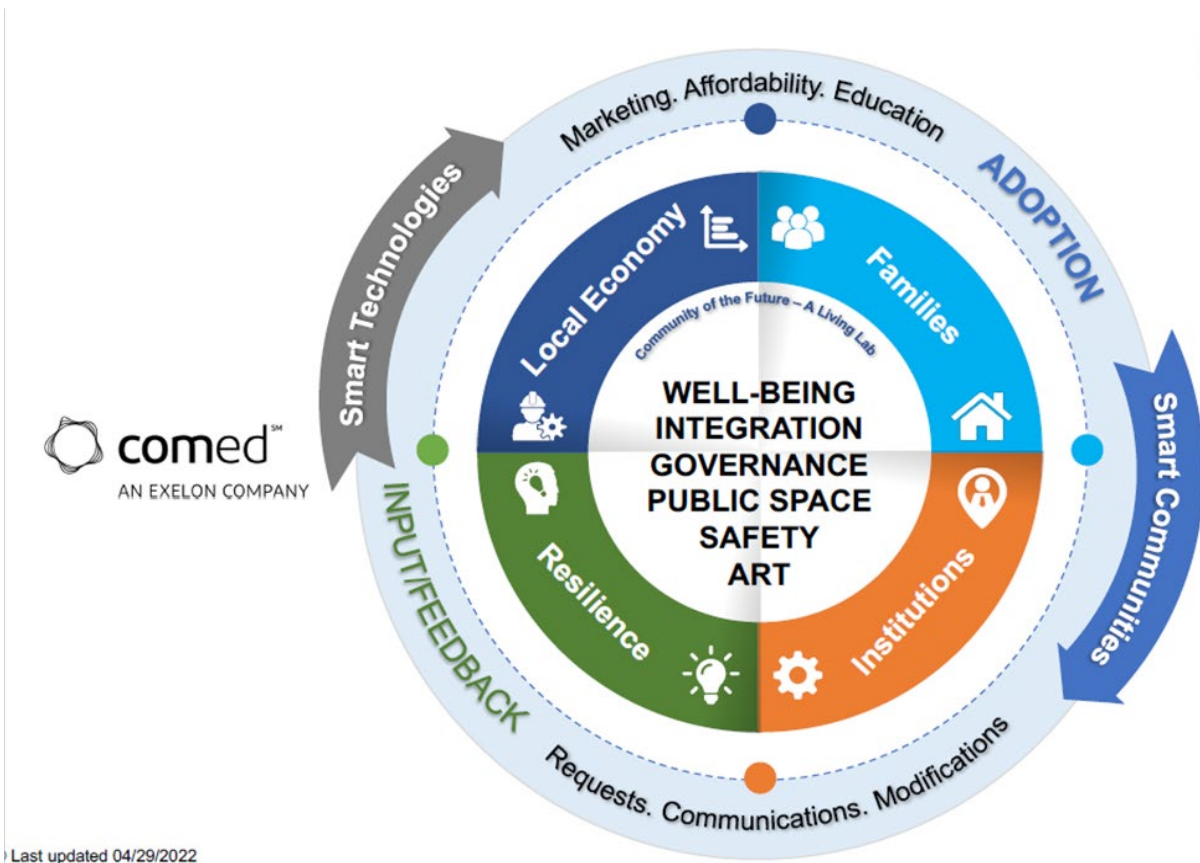 Marketing. Affordability. Education
ADOPTION
Smart Technologies
Local Economy
Families
Community of the Future – A Living Lab
WELL-BEING
INTEGRATION
GOVERNANCE
PUBLIC SPACE
SAFETY
ART
Smart Communities
comed℠
AN EXELON COMPANY
INPUT/FEEDBACK
Resilience
Institutions
Requests. Communications. Modifications
Last updated 04/29/2022